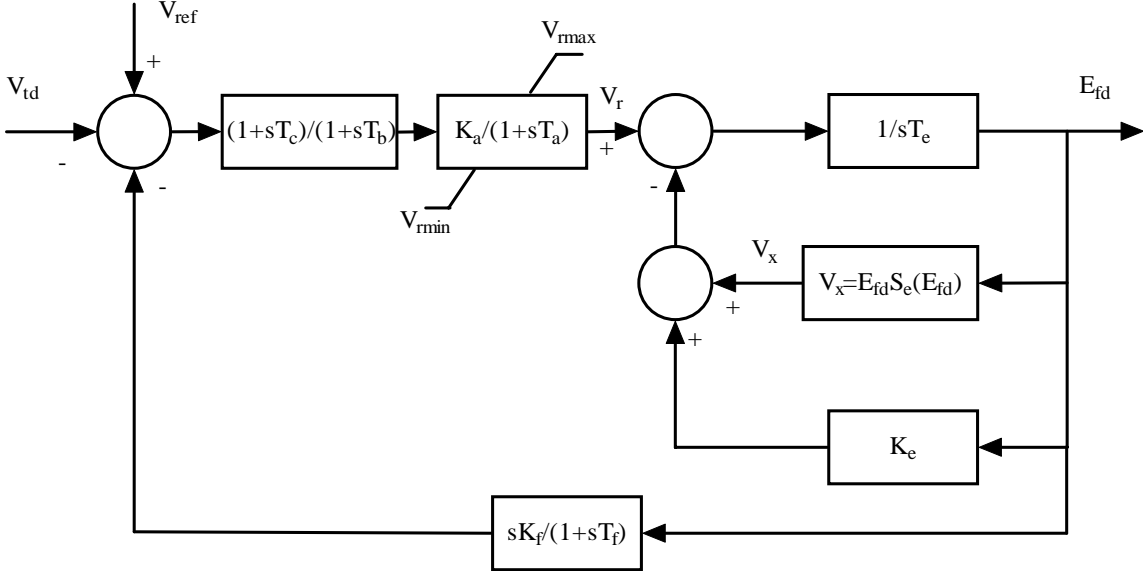 V_ref
+
V_td
-
-
(1+sT_c)/(1+sT_b)
K_a/(1+sT_a)
V_rmax
V_rmin
V_r
+
-
1/sT_e
E_fd
V_x
+
V_x=E_fdS_e(E_fd)
+
K_e
sK_f/(1+sT_f)